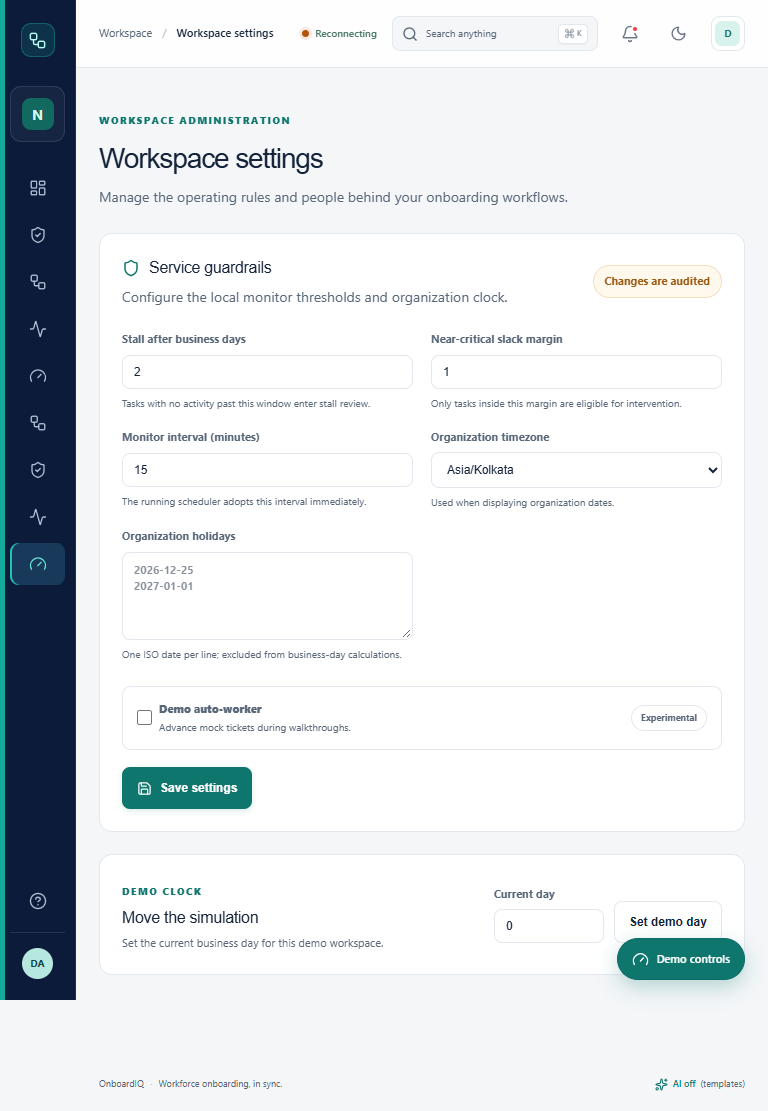 Workspace / Workspace settings
Reconnecting
Search anything
⌘ K
D
N
WORKSPACE ADMINISTRATION
Workspace settings
Manage the operating rules and people behind your onboarding workflows.
Service guardrails
Configure the local monitor thresholds and organization clock.
Changes are audited
Stall after business days
2
Tasks with no activity past this window enter stall review.
Near-critical slack margin
1
Only tasks inside this margin are eligible for intervention.
Monitor interval (minutes)
15
The running scheduler adopts this interval immediately.
Organization timezone
Asia/Kolkata
Used when displaying organization dates.
Organization holidays
2026-12-25
2027-01-01
One ISO date per line; excluded from business-day calculations.
Demo auto-worker
Advance mock tickets during walkthroughs.
Experimental
Save settings
DEMO CLOCK
Move the simulation
Set the current business day for this demo workspace.
Current day
0
Set demo day
Demo controls
DA
OnboardIQ · Workforce onboarding, in sync.
AI off (templates)